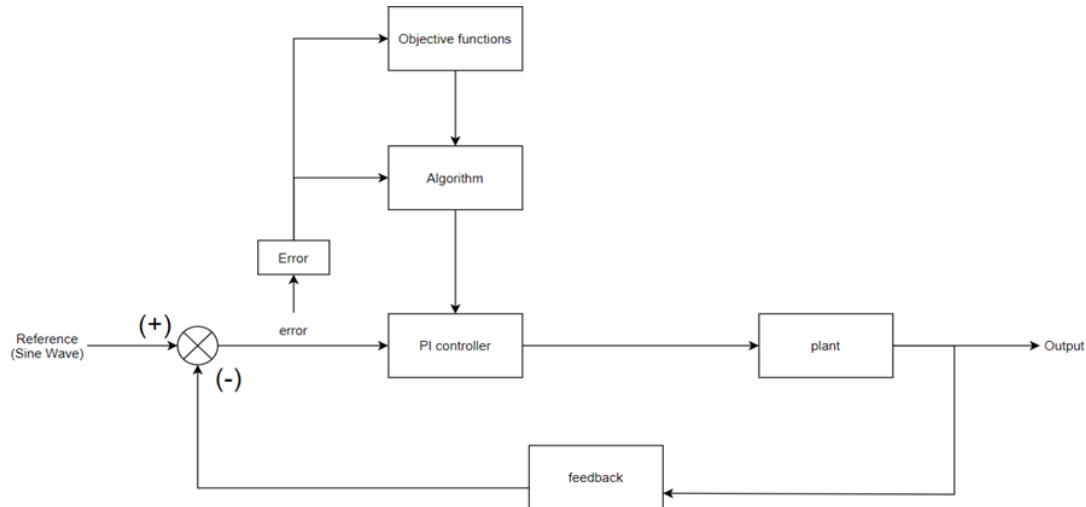 Objective functions
Algorithm
Error
error
(+)
Reference
(Sine Wave)
(-)
PI controller
plant
Output
feedback